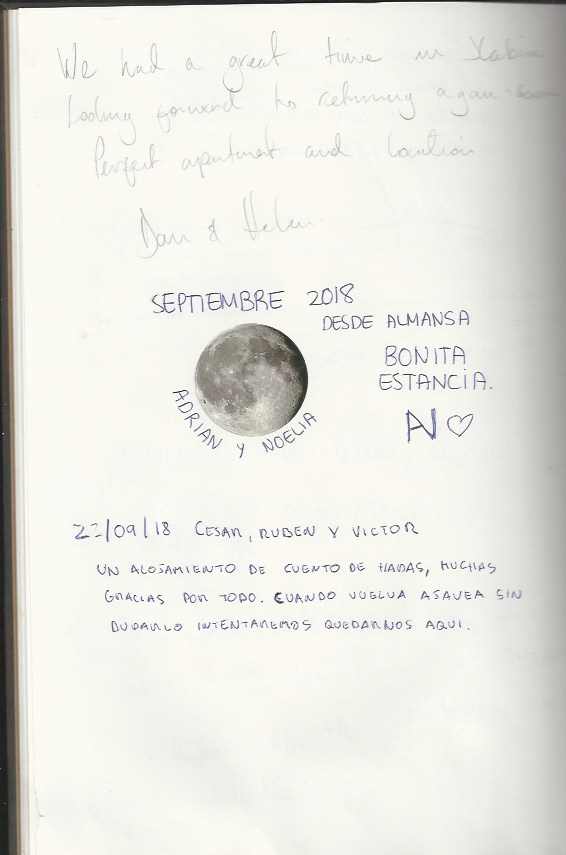 We had a great time in Xabia
Looking forward to returning again soon
Perfect apartment and location
Dan & Helen
SEPTIEMBRE 2018
DESDE ALMANSA
BONITA
ESTANCIA.
ADRIAN Y NOELIA
AN ♡
23/09/18 CESAR, RUBEN Y VICTOR
UN ALOJAMIENTO DE CUENTO DE HADAS, MUCHAS
GRACIAS POR TODO. CUANDO VUELVA A JAVEA SIN
DUDARLO INTENTAREMOS QUEDARNOS AQUI.